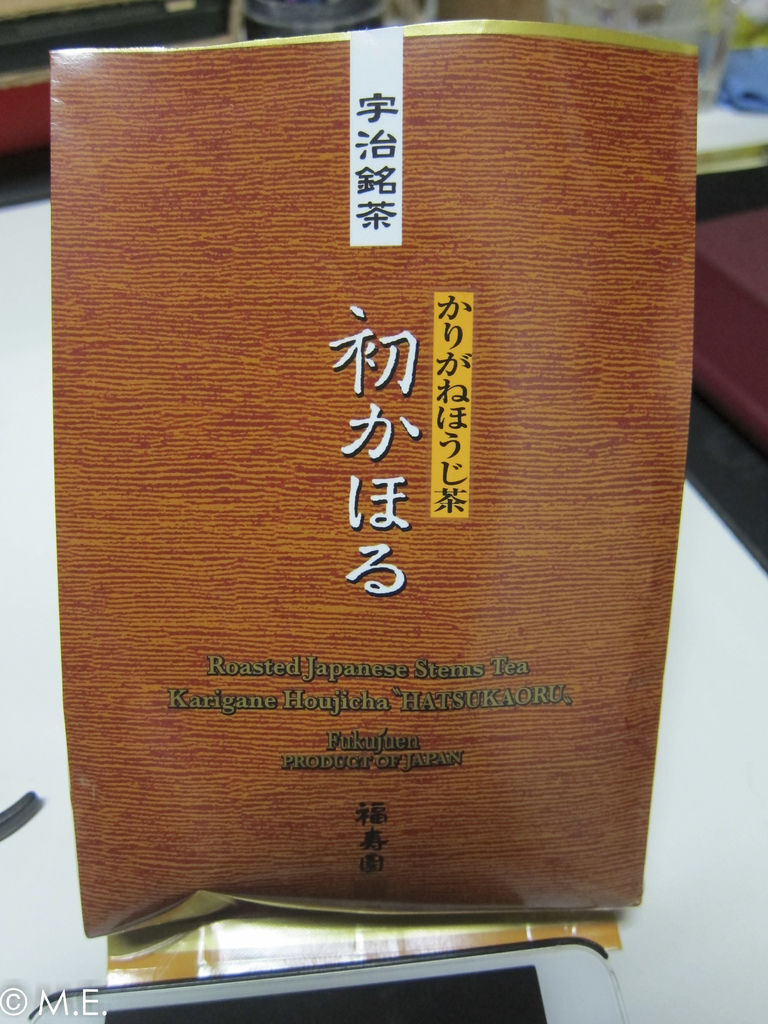 宇治銘茶
かりがねほうじ茶
初かほる
Roasted Japanese Stems Tea
Karigane Houjicha〝HATSUKAORU〟
Fukujuen
PRODUCT OF JAPAN
福寿園
© M.E.